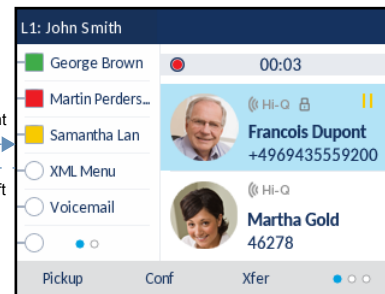 L1: John Smith
George Brown
Martin Perders...
Samantha Lan
XML Menu
Voicemail
00:03
Hi-Q
Francois Dupont
+4969435559200
Hi-Q
Martha Gold
46278
Pickup Conf Xfer